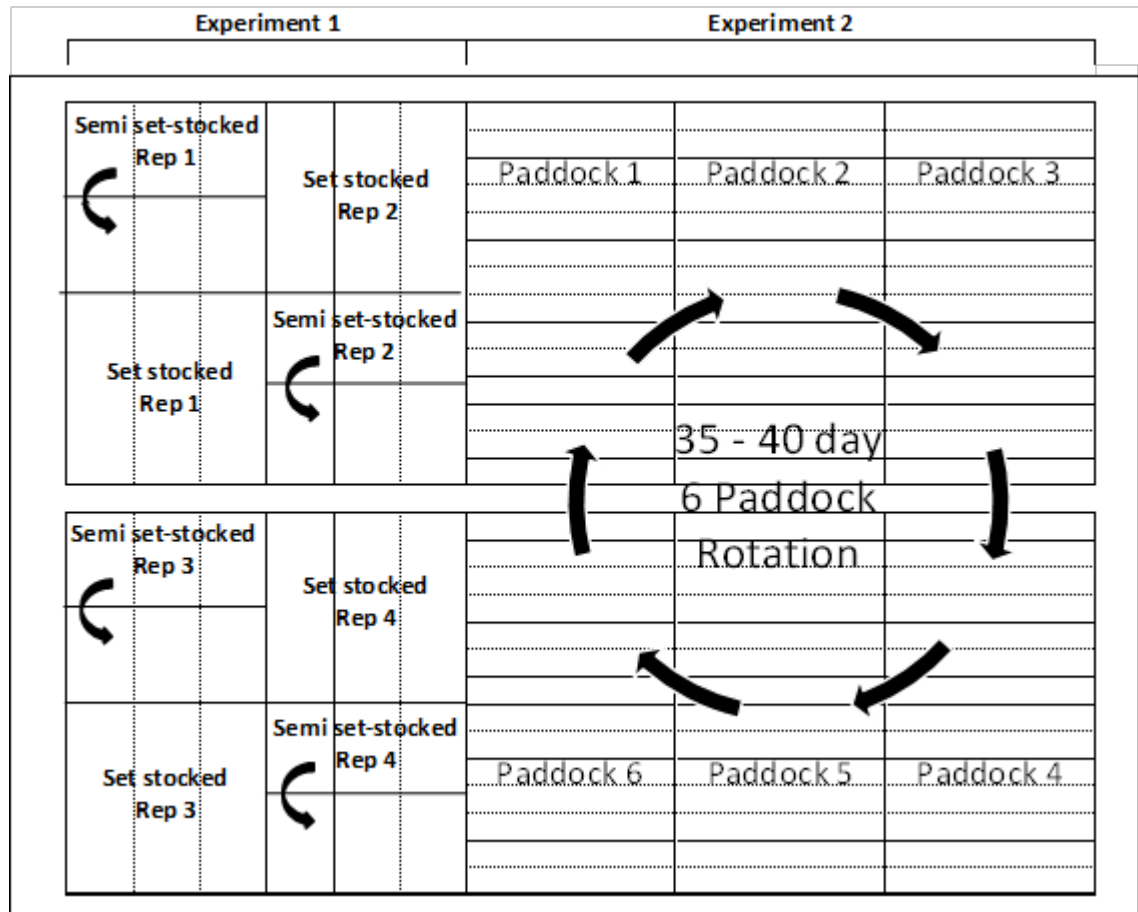 Experiment 1
Experiment 2
Semi set-stocked
Rep 1
Set stocked
Rep 2
Paddock 1
Paddock 2
Paddock 3
Semi set-stocked
Rep 2
Set stocked
Rep 1
35 - 40 day
6 Paddock
Rotation
Semi set-stocked
Rep 3
Set stocked
Rep 4
Semi set-stocked
Rep 4
Set stocked
Rep 3
Paddock 6
Paddock 5
Paddock 4